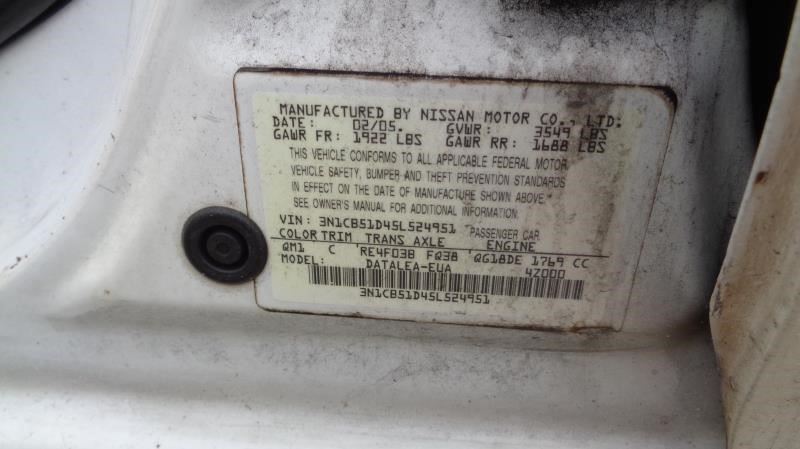 MANUFACTURED BY NISSAN MOTOR CO., LTD.
DATE: 02/05. GVWR: 3549 LBS
GAWR FR: 1922 LBS GAWR RR: 1688 LBS
THIS VEHICLE CONFORMS TO ALL APPLICABLE FEDERAL MOTOR
VEHICLE SAFETY, BUMPER AND THEFT PREVENTION STANDARDS
IN EFFECT ON THE DATE OF MANUFACTURE SHOWN ABOVE.
SEE OWNER'S MANUAL FOR ADDITIONAL INFORMATION.
VIN: 3N1CB51D45L524951 PASSENGER CAR
COLOR TRIM TRANS AXLE ENGINE
QM1 C RE4F03B FQ38 QG18DE 1769 CC
MODEL: DATALEA-EUA 4Z000
3N1CB51D45L524951